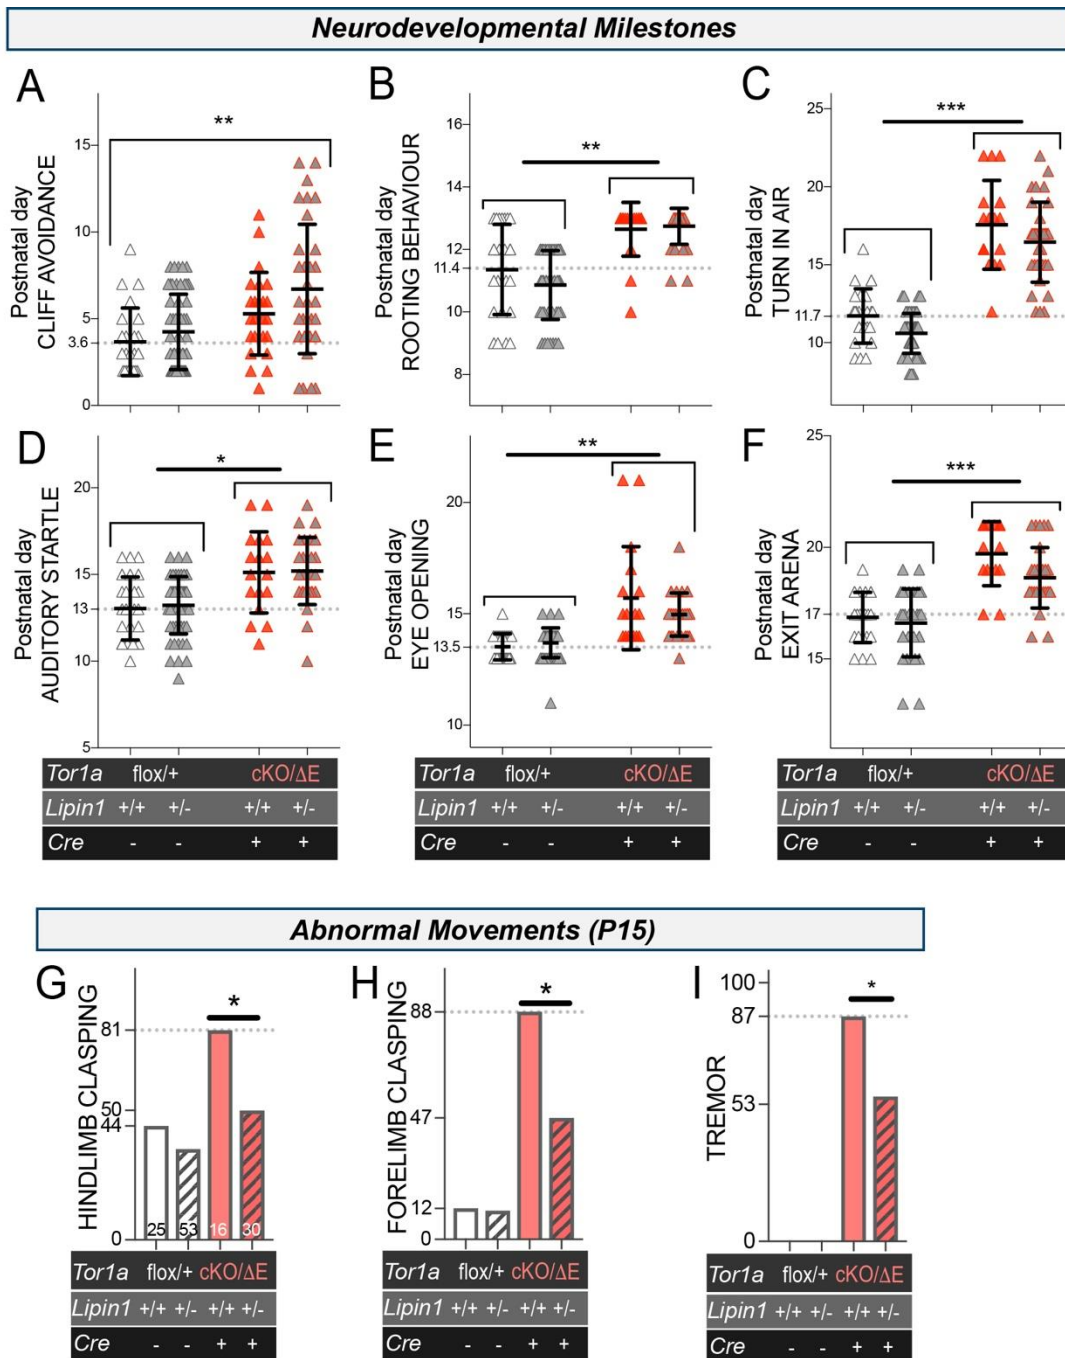 Neurodevelopmental Milestones
A
Postnatal day
CLIFF AVOIDANCE
15
10
5
3.6
0
**
B
Postnatal day
ROOTING BEHAVIOUR
16
14
12
11.4
10
8
**
C
Postnatal day
TURN IN AIR
25
20
15
11.7
10
***
D
Postnatal day
AUDITORY STARTLE
20
15
13
10
5
*
E
Postnatal day
EYE OPENING
20
15
13.5
10
**
F
Postnatal day
EXIT ARENA
25
20
17
15
***
Tor1a flox/+ cKO/ΔE
Lipin1 +/+ +/- +/+ +/-
Cre - - + +
flox/+ cKO/ΔE
+/+ +/- +/+ +/-
- - + +
flox/+ cKO/ΔE
+/+ +/- +/+ +/-
- - + +
Abnormal Movements (P15)
G
HINDLIMB CLASPING
81
50
44
0
*
25 53 16 30
Tor1a flox/+ cKO/ΔE
Lipin1 +/+ +/- +/+ +/-
Cre - - + +
H
FORELIMB CLASPING
88
47
12
0
*
Tor1a flox/+ cKO/ΔE
Lipin1 +/+ +/- +/+ +/-
Cre - - + +
I
TREMOR
100
87
53
0
*
Tor1a flox/+ cKO/ΔE
Lipin1 +/+ +/- +/+ +/-
Cre - - + +